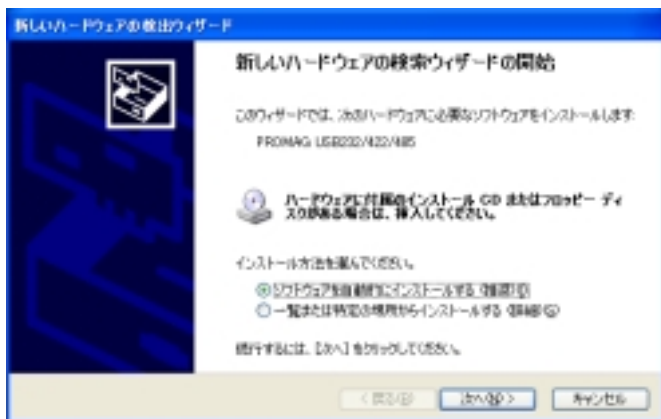 新しいハードウェアの検出ウィザード
新しいハードウェアの検索ウィザードの開始
このウィザードでは、次のハードウェアに必要なソフトウェアをインストールします:
PROMAG USB232/422/485
ハードウェアに付属のインストール CD またはフロッピー ディ
スクがある場合は、挿入してください。
インストール方法を選んでください。
ソフトウェアを自動的にインストールする (推奨)(I)
一覧または特定の場所からインストールする (詳細)(S)
続行するには、[次へ] をクリックしてください。
< 戻る(B)
次へ(N) >
キャンセル